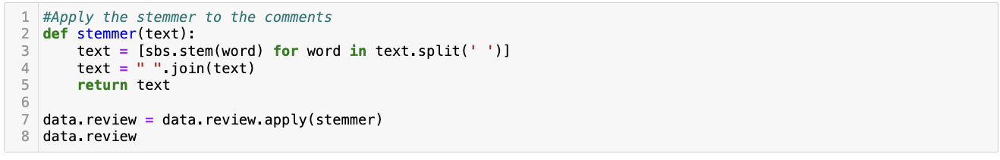 1 #Apply the stemmer to the comments
2 def stemmer(text):
3     text = [sbs.stem(word) for word in text.split(' ')]
4     text = " ".join(text)
5     return text
6
7 data.review = data.review.apply(stemmer)
8 data.review